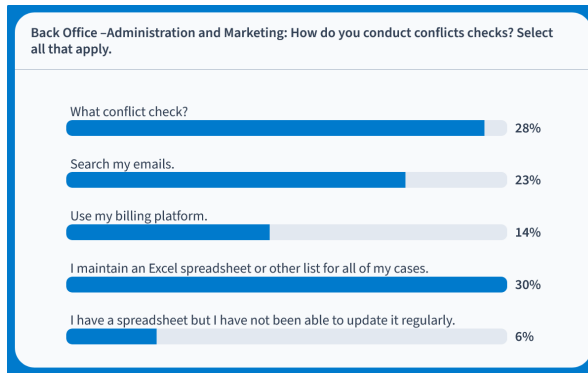 Back Office –Administration and Marketing: How do you conduct conflicts checks? Select
all that apply.
What conflict check?
28%
Search my emails.
23%
Use my billing platform.
14%
I maintain an Excel spreadsheet or other list for all of my cases.
30%
I have a spreadsheet but I have not been able to update it regularly.
6%